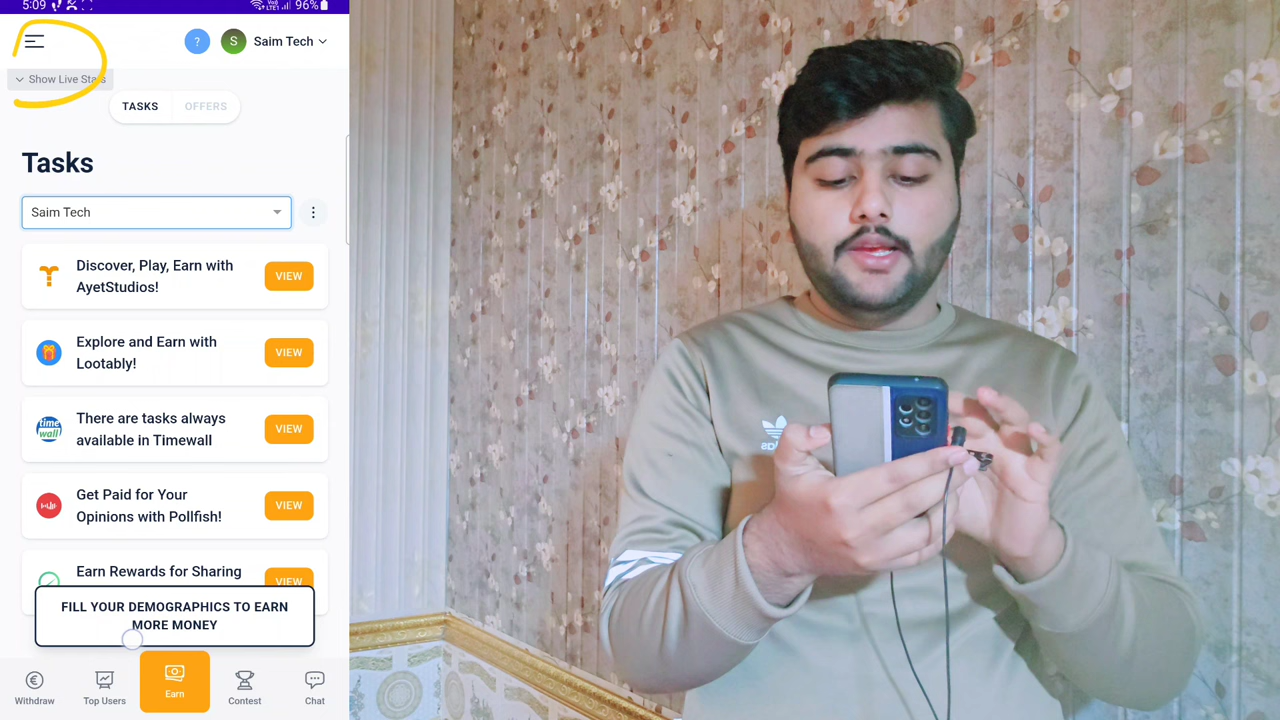 5:09
96%
?
S
Saim Tech
Show Live Stats
TASKS
OFFERS
Tasks
Saim Tech
Discover, Play, Earn with
AyetStudios!
VIEW
Explore and Earn with
Lootably!
VIEW
time
wall
There are tasks always
available in Timewall
VIEW
Get Paid for Your
Opinions with Pollfish!
VIEW
Earn Rewards for Sharing
VIEW
FILL YOUR DEMOGRAPHICS TO EARN
MORE MONEY
Withdraw
Top Users
Earn
Contest
Chat